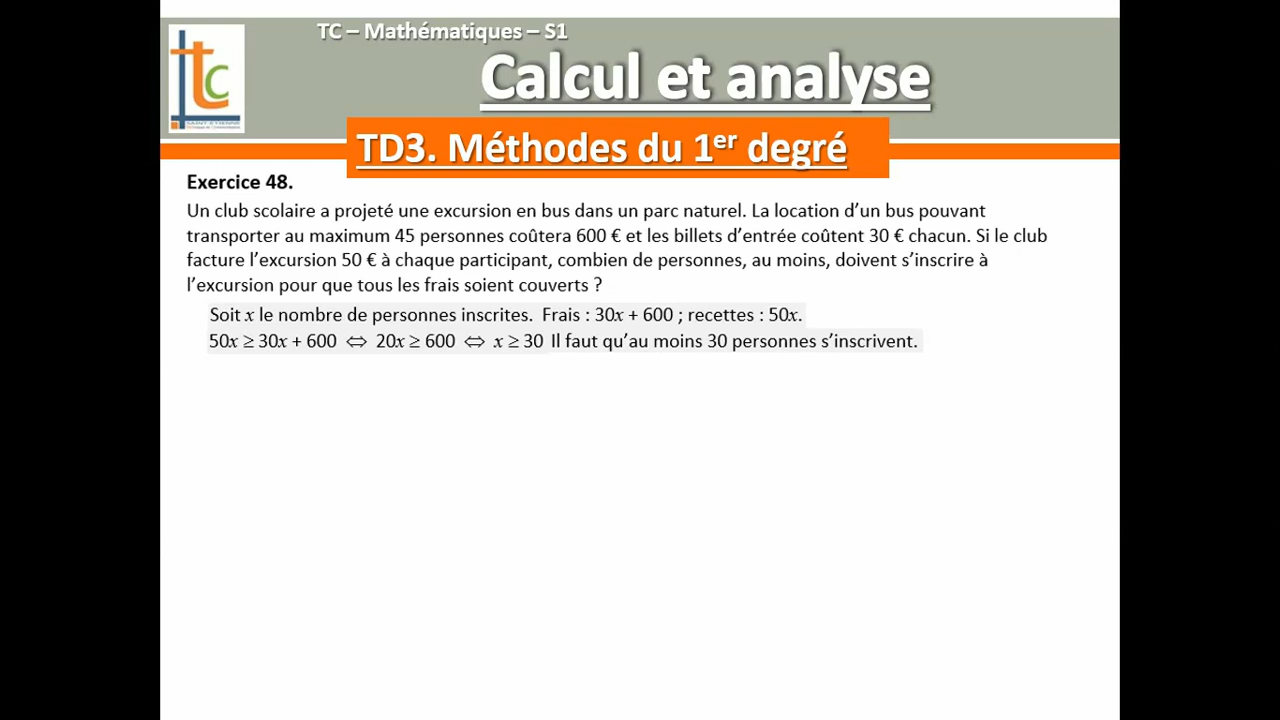 TC – Mathématiques – S1
Calcul et analyse
tc
TD3. Méthodes du 1er degré
Exercice 48.
Un club scolaire a projeté une excursion en bus dans un parc naturel. La location d’un bus pouvant
transporter au maximum 45 personnes coûtera 600 € et les billets d’entrée coûtent 30 € chacun. Si le club
facture l’excursion 50 € à chaque participant, combien de personnes, au moins, doivent s’inscrire à
l’excursion pour que tous les frais soient couverts ?
Soit x le nombre de personnes inscrites. Frais : 30x + 600 ; recettes : 50x.
50x ≥ 30x + 600 ⇔ 20x ≥ 600 ⇔ x ≥ 30 Il faut qu’au moins 30 personnes s’inscrivent.